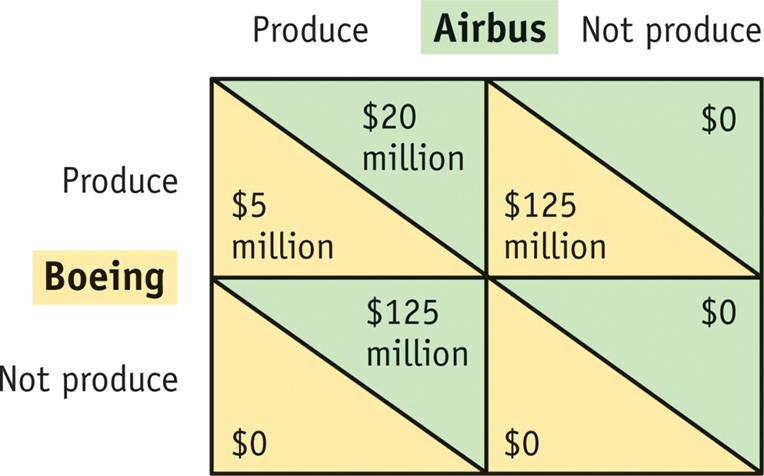 Produce Airbus Not produce
$20
million
$0
Produce
$5
million
$125
million
Boeing
$125
million
$0
Not produce
$0
$0